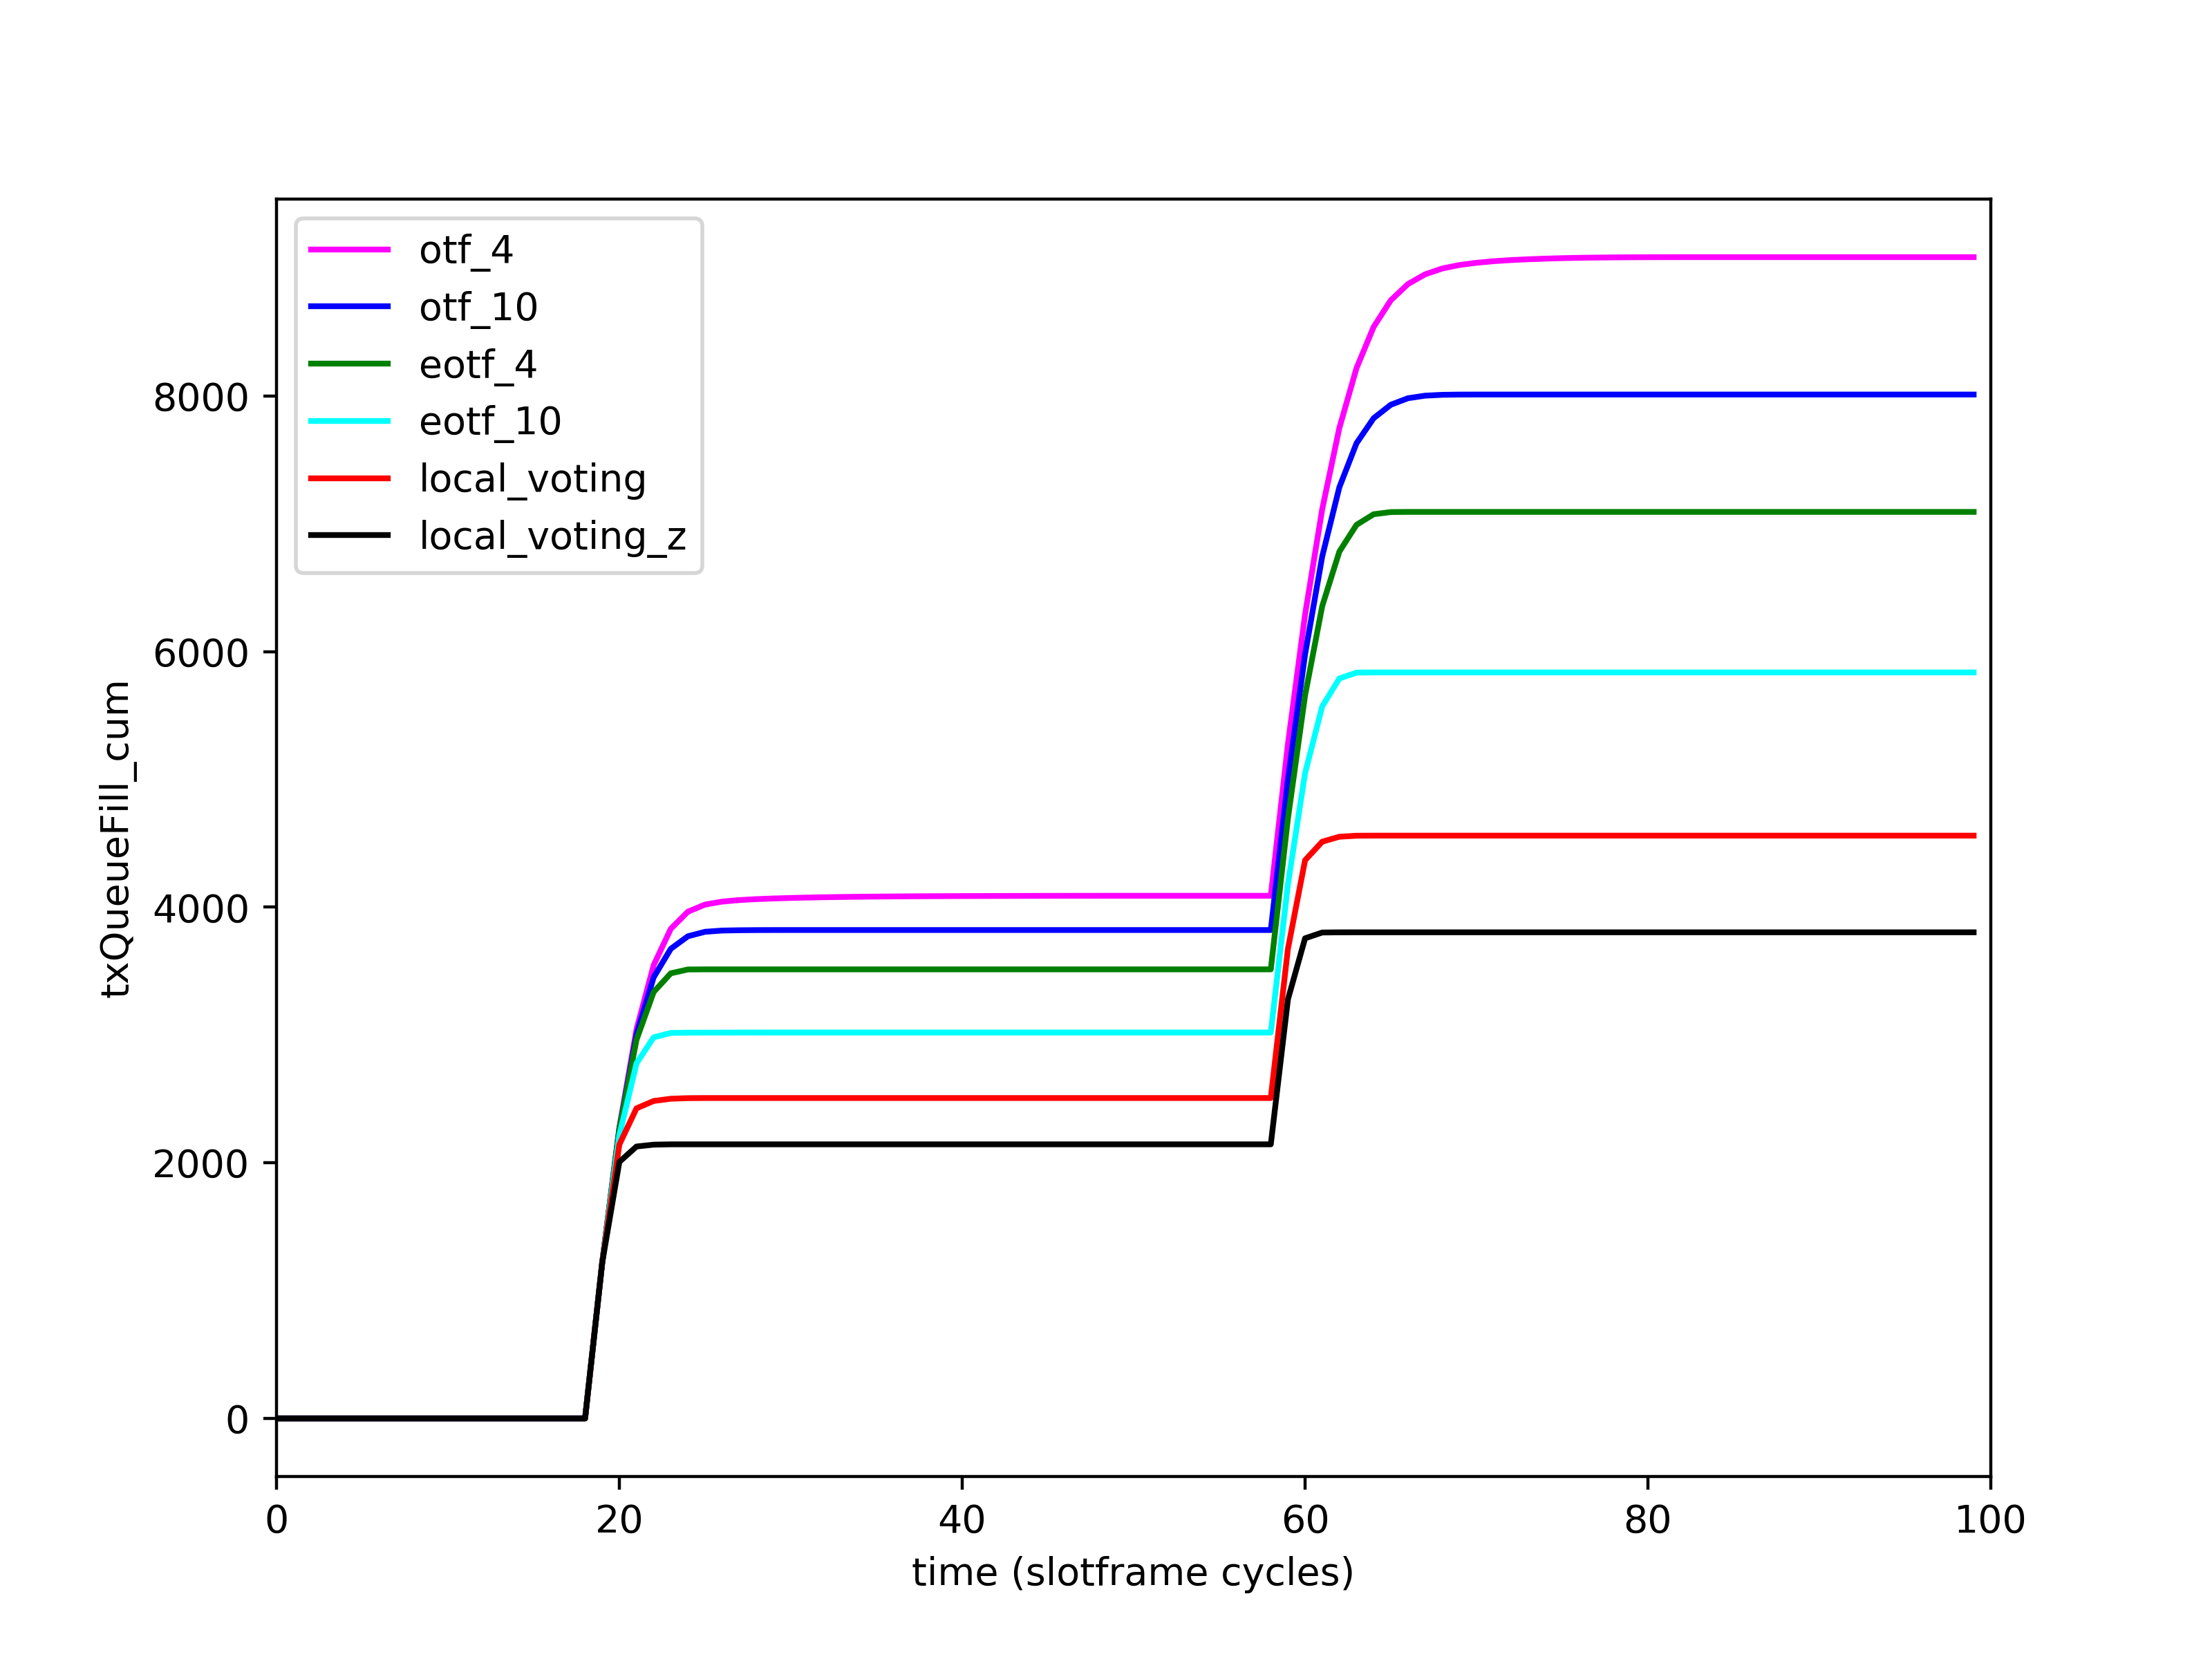 otf_4
otf_10
eotf_4
eotf_10
local_voting
local_voting_z
txQueueFill_cum
8000
6000
4000
2000
0
0 20 40 60 80 100
time (slotframe cycles)